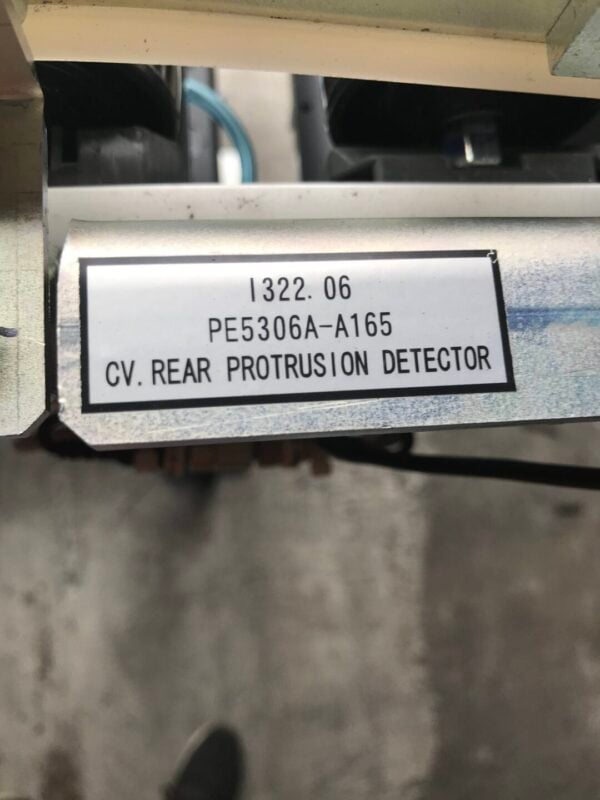 I322.06
PE5306A-A165
CV.REAR PROTRUSION DETECTOR